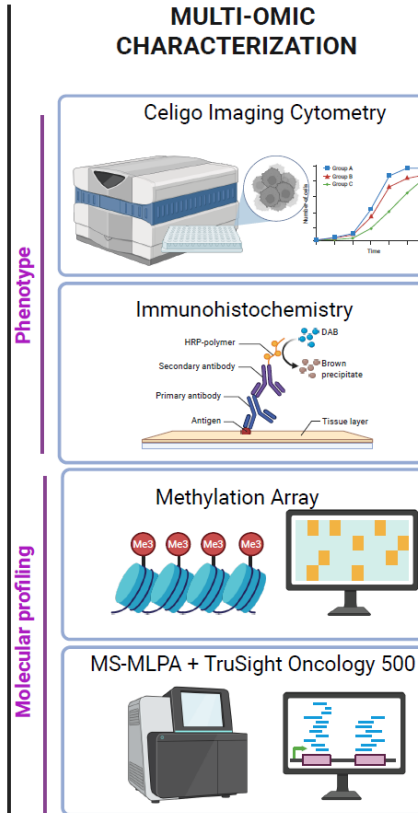 MULTI-OMIC
CHARACTERIZATION
Phenotype
Celigo Imaging Cytometry
Group A
Group B
Group C
Number of cells
Time
Immunohistochemistry
HRP-polymer
DAB
Secondary antibody
Brown
precipitate
Primary antibody
Antigen
Tissue layer
Molecular profiling
Methylation Array
Me3
Me3
Me3
Me3
MS-MLPA + TruSight Oncology 500